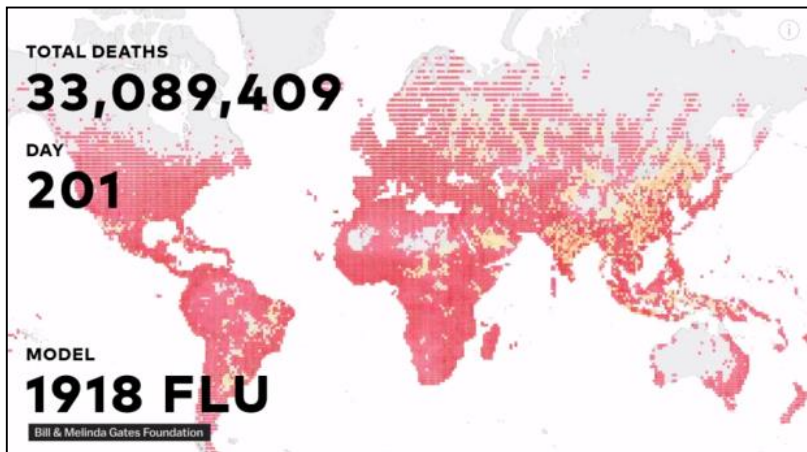 TOTAL DEATHS
33,089,409
DAY
201
MODEL
1918 FLU
Bill & Melinda Gates Foundation